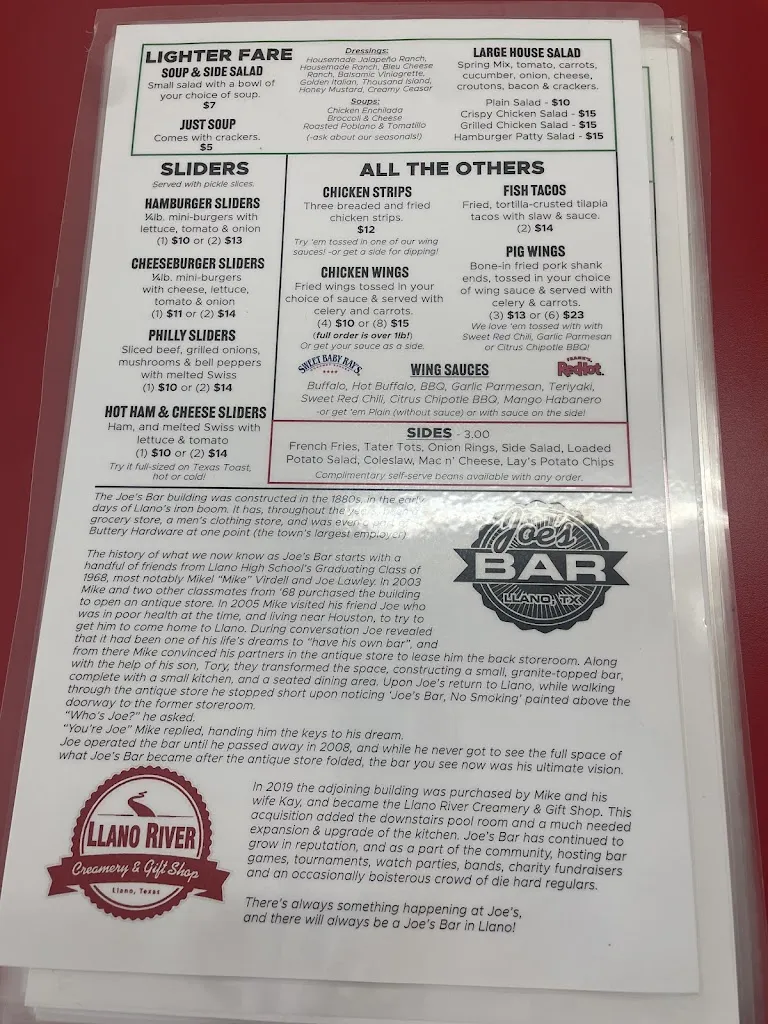 LIGHTER FARE
SOUP & SIDE SALAD
Small salad with a bowl of
your choice of soup.
$7
JUST SOUP
Comes with crackers.
$5
Dressings:
Housemade Jalapeño Ranch,
Housemade Ranch, Bleu Cheese
Ranch, Balsamic Viniagrette,
Golden Italian, Thousand Island,
Honey Mustard, Creamy Ceasar
Soups:
Chicken Enchilada
Broccoli & Cheese
Roasted Poblano & Tomatillo
(-ask about our seasonals!)
LARGE HOUSE SALAD
Spring Mix, tomato, carrots,
cucumber, onion, cheese,
croutons, bacon & crackers.
Plain Salad - $10
Crispy Chicken Salad - $15
Grilled Chicken Salad - $15
Hamburger Patty Salad - $15
SLIDERS
Served with pickle slices.
HAMBURGER SLIDERS
¼lb. mini-burgers with
lettuce, tomato & onion
(1) $10 or (2) $13
CHEESEBURGER SLIDERS
¼lb. mini-burgers
with cheese, lettuce,
tomato & onion
(1) $11 or (2) $14
PHILLY SLIDERS
Sliced beef, grilled onions,
mushrooms & bell peppers
with melted Swiss
(1) $10 or (2) $14
HOT HAM & CHEESE SLIDERS
Ham, and melted Swiss with
lettuce & tomato
(1) $10 or (2) $14
Try it full-sized on Texas Toast,
hot or cold!
ALL THE OTHERS
CHICKEN STRIPS
Three breaded and fried
chicken strips.
$12
Try 'em tossed in one of our wing
sauces! -or get a side for dipping!
CHICKEN WINGS
Fried wings tossed in your
choice of sauce & served with
celery and carrots.
(4) $10 or (8) $15
(full order is over 1lb!)
Or get your sauce as a side.
FISH TACOS
Fried, tortilla-crusted tilapia
tacos with slaw & sauce.
(2) $14
PIG WINGS
Bone-in fried pork shank
ends, tossed in your choice
of wing sauce & served with
celery & carrots.
(3) $13 or (6) $23
We love 'em tossed with with
Sweet Red Chili, Garlic Parmesan
or Citrus Chipotle BBQ!
SWEET BABY RAY'S
WING SAUCES
FRANK'S
RedHot
Buffalo, Hot Buffalo, BBQ, Garlic Parmesan, Teriyaki,
Sweet Red Chili, Citrus Chipotle BBQ, Mango Habanero
-or get 'em Plain (without sauce) or with sauce on the side!
SIDES - 3.00
French Fries, Tater Tots, Onion Rings, Side Salad, Loaded
Potato Salad, Coleslaw, Mac n' Cheese, Lay's Potato Chips
Complimentary self-serve beans available with any order.
The Joe's Bar building was constructed in the 1880s, in the early
days of Llano's iron boom. It has, throughout the
grocery store, a men's clothing store, and was even
Buttery Hardware at one point (the town's largest employer)
The history of what we now know as Joe's Bar starts with a
handful of friends from Llano High School's Graduating Class of
1968, most notably Mikel "Mike" Virdell and Joe Lawley. In 2003
Mike and two other classmates from '68 purchased the building
to open an antique store. In 2005 Mike visited his friend Joe who
was in poor health at the time, and living near Houston, to try to
get him to come home to Llano. During conversation Joe revealed
that it had been one of his life's dreams to "have his own bar", and
from there Mike convinced his partners in the antique store to lease him the back storeroom. Along
with the help of his son, Tory, they transformed the space, constructing a small, granite-topped bar,
complete with a small kitchen, and a seated dining area. Upon Joe's return to Llano, while walking
through the antique store he stopped short upon noticing 'Joe's Bar, No Smoking' painted above the
doorway to the former storeroom.
"Who's Joe?" he asked.
"You're Joe" Mike replied, handing him the keys to his dream.
Joe operated the bar until he passed away in 2008, and while he never got to see the full space of
what Joe's Bar became after the antique store folded, the bar you see now was his ultimate vision.
Joe's
BAR
LLANO, TX
LLANO RIVER
Creamery & Gift Shop
Llano, Texas
In 2019 the adjoining building was purchased by Mike and his
wife Kay, and became the Llano River Creamery & Gift Shop. This
acquisition added the downstairs pool room and a much needed
expansion & upgrade of the kitchen. Joe's Bar has continued to
grow in reputation, and as a part of the community, hosting bar
games, tournaments, watch parties, bands, charity fundraisers
and an occasionally boisterous crowd of die hard regulars.
There's always something happening at Joe's,
and there will always be a Joe's Bar in Llano!